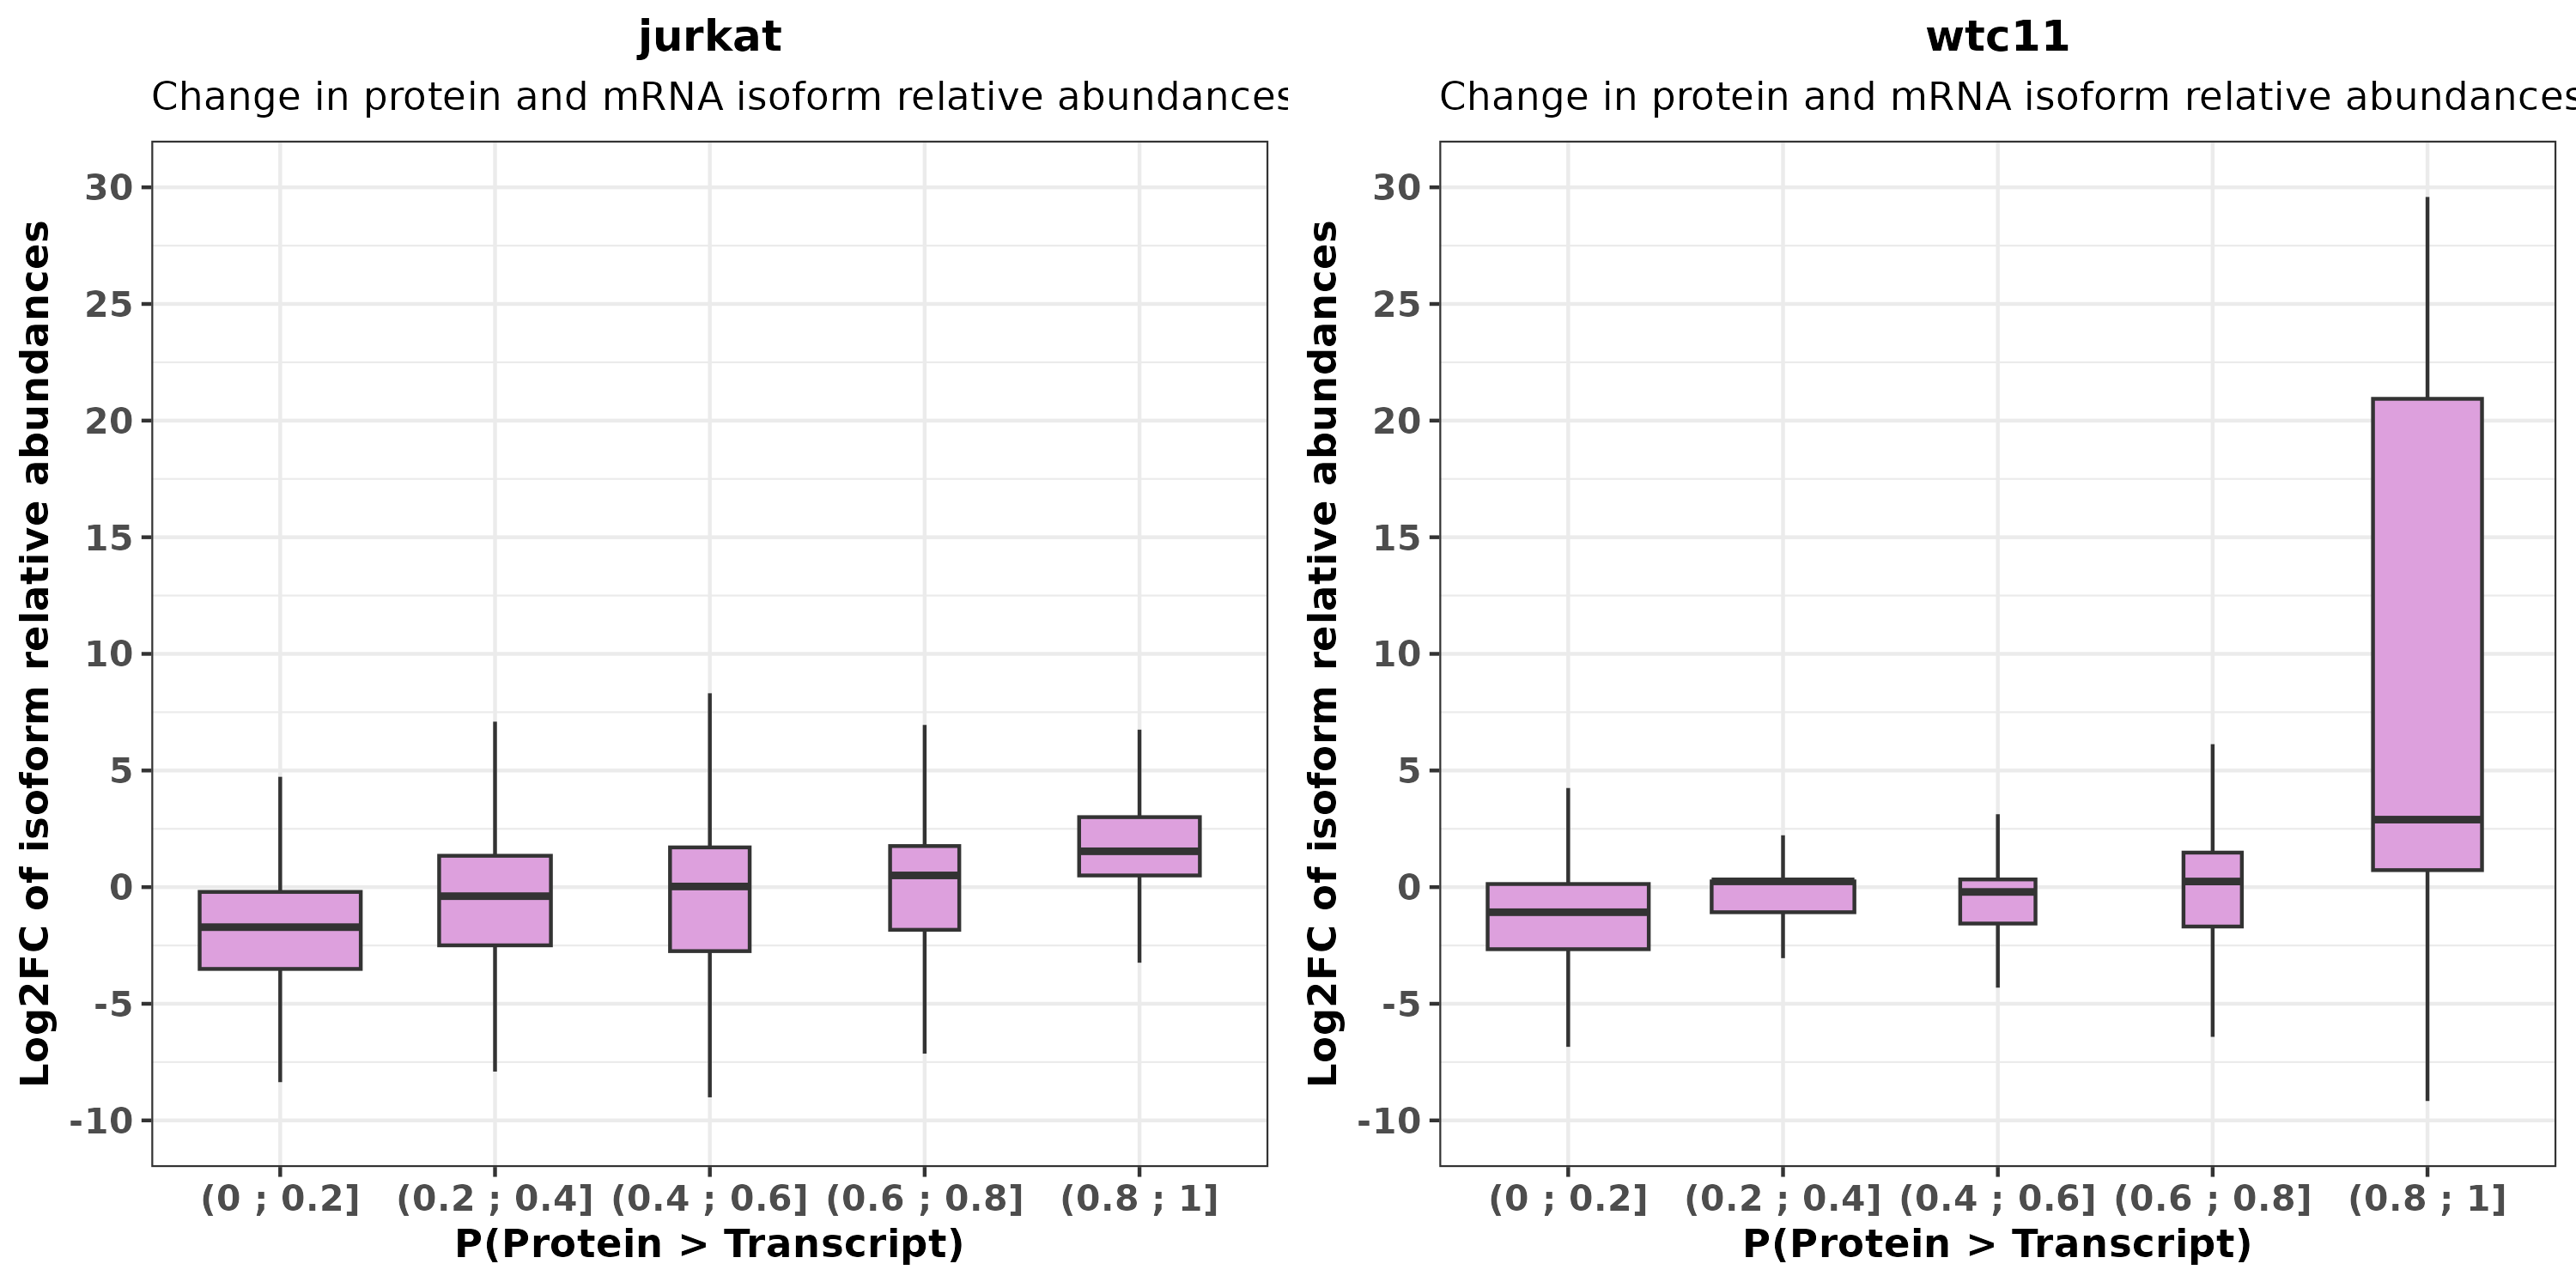 jurkat
Change in protein and mRNA isoform relative abundances
Log2FC of isoform relative abundances
30
25
20
15
10
5
0
-5
-10
(0 ; 0.2] (0.2 ; 0.4] (0.4 ; 0.6] (0.6 ; 0.8] (0.8 ; 1]
P(Protein > Transcript)
wtc11
Change in protein and mRNA isoform relative abundances
Log2FC of isoform relative abundances
30
25
20
15
10
5
0
-5
-10
(0 ; 0.2] (0.2 ; 0.4] (0.4 ; 0.6] (0.6 ; 0.8] (0.8 ; 1]
P(Protein > Transcript)